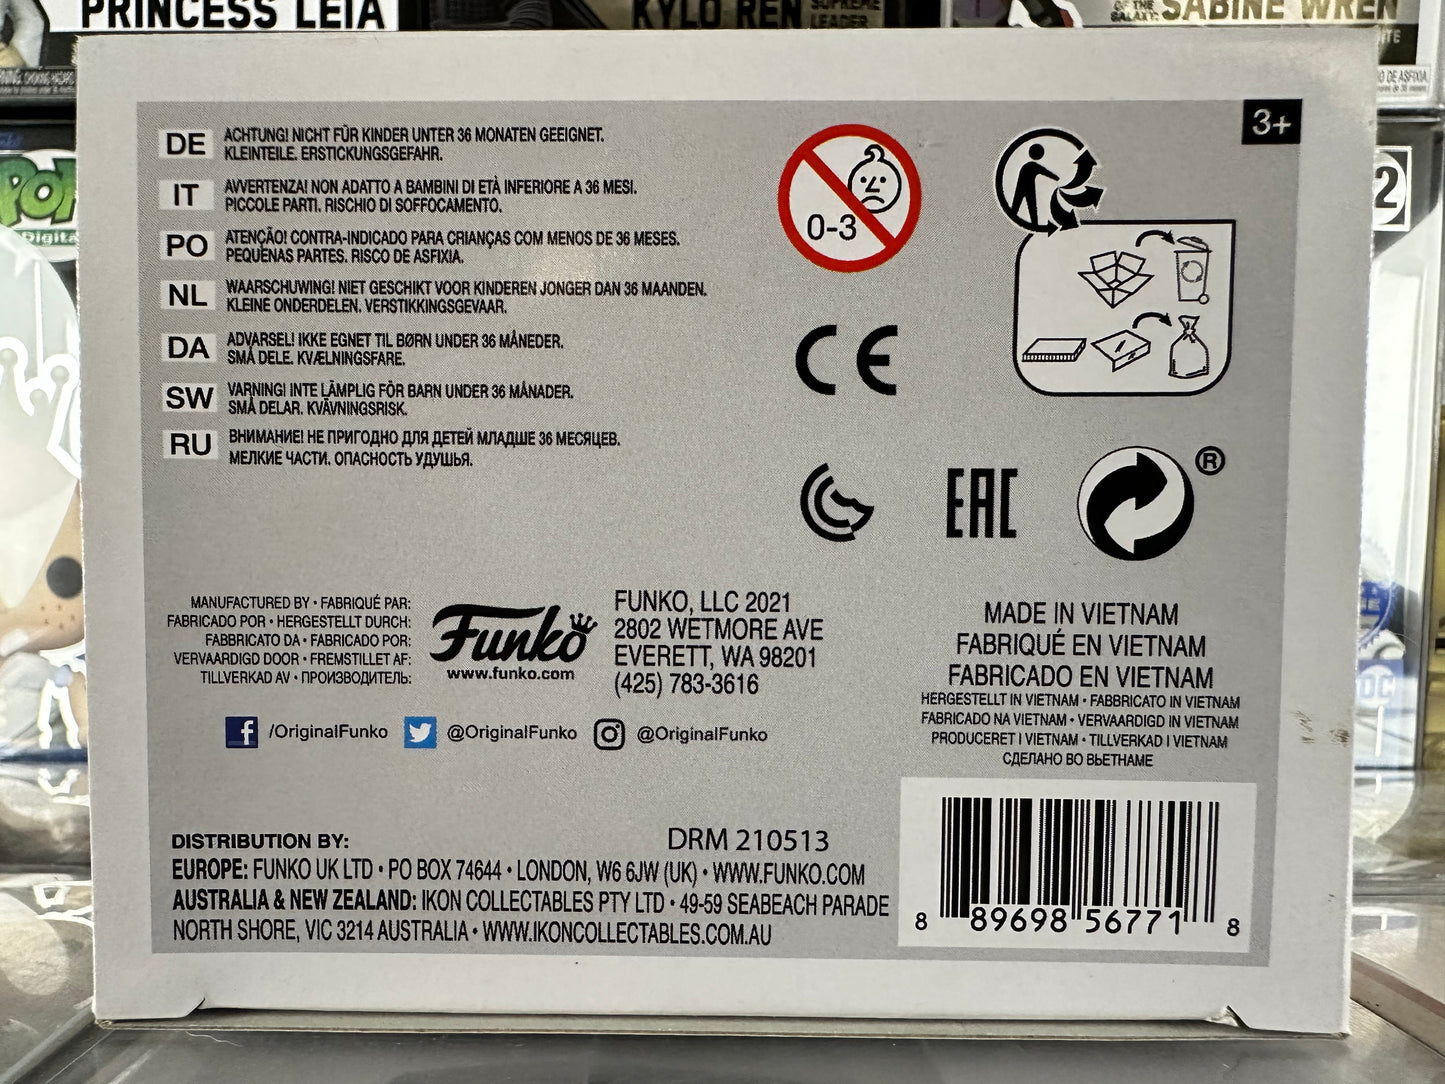 PRINCESS LEIA
KYLO REN SUPREME
LEADER
OF THE
GALAXY: SABINE WREN
POP
Digital
2
3+
DE ACHTUNG! NICHT FÜR KINDER UNTER 36 MONATEN GEEIGNET.
KLEINTEILE. ERSTICKUNGSGEFAHR.
IT AVVERTENZA! NON ADATTO A BAMBINI DI ETÀ INFERIORE A 36 MESI.
PICCOLE PARTI. RISCHIO DI SOFFOCAMENTO.
PO ATENÇÃO! CONTRA-INDICADO PARA CRIANÇAS COM MENOS DE 36 MESES.
PEQUENAS PARTES. RISCO DE ASFIXIA.
NL WAARSCHUWING! NIET GESCHIKT VOOR KINDEREN JONGER DAN 36 MAANDEN.
KLEINE ONDERDELEN. VERSTIKKINGSGEVAAR.
DA ADVARSEL! IKKE EGNET TIL BØRN UNDER 36 MÅNEDER.
SMÅ DELE. KVÆLNINGSFARE.
SW VARNING! INTE LÄMPLIG FÖR BARN UNDER 36 MÅNADER.
SMÅ DELAR. KVÄVNINGSRISK.
RU ВНИМАНИЕ! НЕ ПРИГОДНО ДЛЯ ДЕТЕЙ МЛАДШЕ 36 МЕСЯЦЕВ.
МЕЛКИЕ ЧАСТИ. ОПАСНОСТЬ УДУШЬЯ.
0-3
CE
EAC
®
MANUFACTURED BY • FABRIQUÉ PAR:
FABRICADO POR • HERGESTELLT DURCH:
FABBRICATO DA • FABRICADO POR:
VERVAARDIGD DOOR • FREMSTILLET AF:
TILLVERKAD AV • ПРОИЗВОДИТЕЛЬ:
Funko
www.funko.com
FUNKO, LLC 2021
2802 WETMORE AVE
EVERETT, WA 98201
(425) 783-3616
MADE IN VIETNAM
FABRIQUÉ EN VIETNAM
FABRICADO EN VIETNAM
HERGESTELLT IN VIETNAM • FABBRICATO IN VIETNAM
FABRICADO NA VIETNAM • VERVAARDIGD IN VIETNAM
PRODUCERET I VIETNAM • TILLVERKAD I VIETNAM
СДЕЛАНО ВО ВЬЕТНАМЕ
/OriginalFunko @OriginalFunko @OriginalFunko
DISTRIBUTION BY: DRM 210513
EUROPE: FUNKO UK LTD • PO BOX 74644 • LONDON, W6 6JW (UK) • WWW.FUNKO.COM
AUSTRALIA & NEW ZEALAND: IKON COLLECTABLES PTY LTD • 49-59 SEABEACH PARADE
NORTH SHORE, VIC 3214 AUSTRALIA • WWW.IKONCOLLECTABLES.COM.AU
8 89698 56771 8